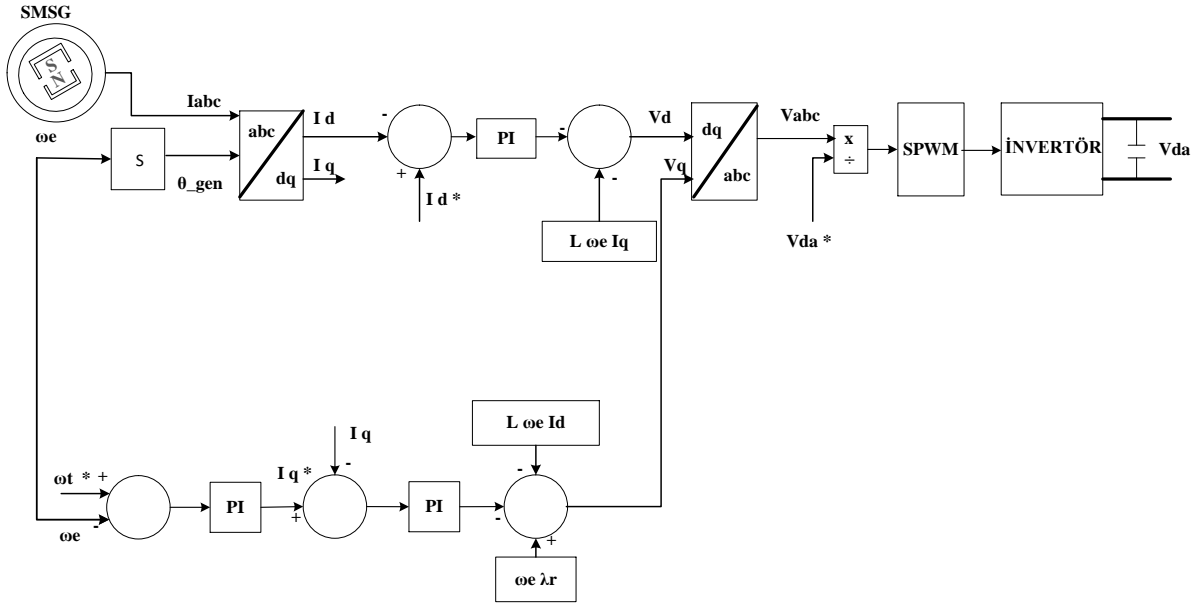 SMSG
S
N
Iabc
ωe
S
θ_gen
abc
dq
I d
I q
-
+
I d *
PI
-
-
L ωe Iq
Vd
Vq
dq
abc
Vabc
x
÷
Vda *
SPWM
İNVERTÖR
Vda
ωt * +
-
ωe
PI
I q *
+
I q
-
PI
L ωe Id
-
-
+
ωe λr